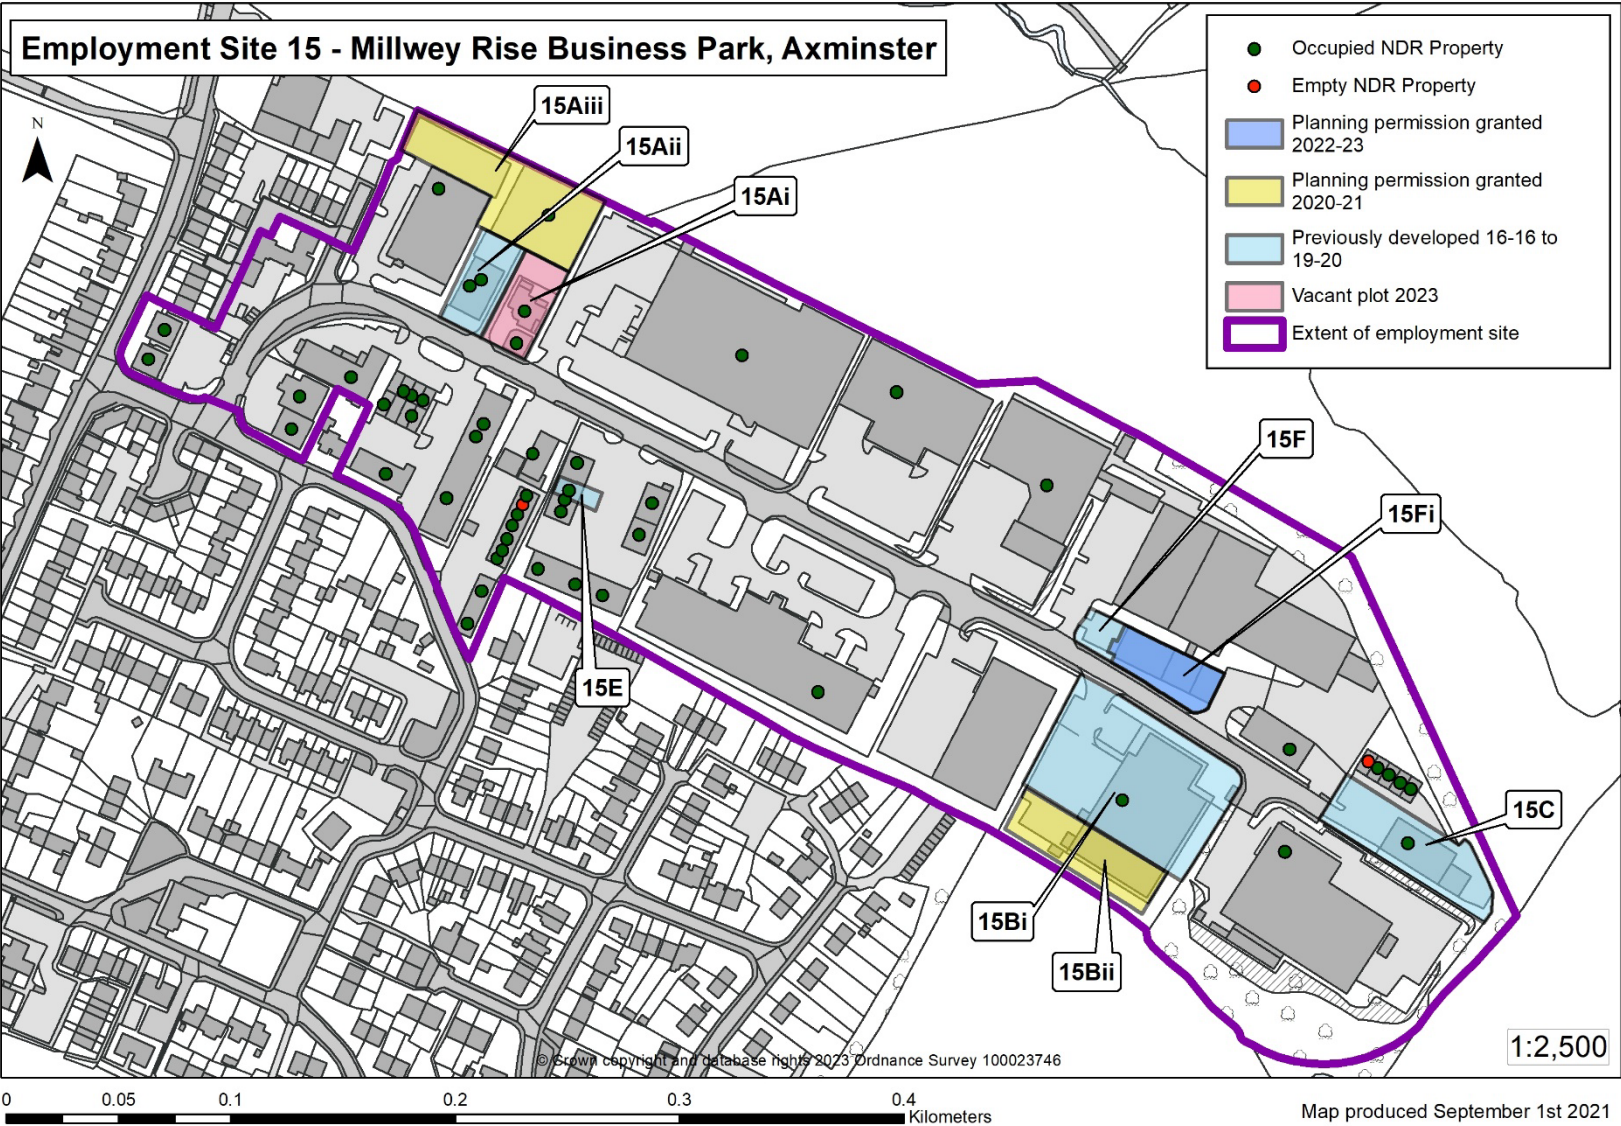 Employment Site 15 - Millwey Rise Business Park, Axminster
Occupied NDR Property
Empty NDR Property
Planning permission granted
2022-23
Planning permission granted
2020-21
Previously developed 16-16 to
19-20
Vacant plot 2023
Extent of employment site
N
15Aiii
15Aii
15Ai
15F
15Fi
15E
15C
15Bi
15Bii
© Crown copyright and database rights 2023 Ordnance Survey 100023746
1:2,500
0 0.05 0.1 0.2 0.3 0.4
Kilometers
Map produced September 1st 2021